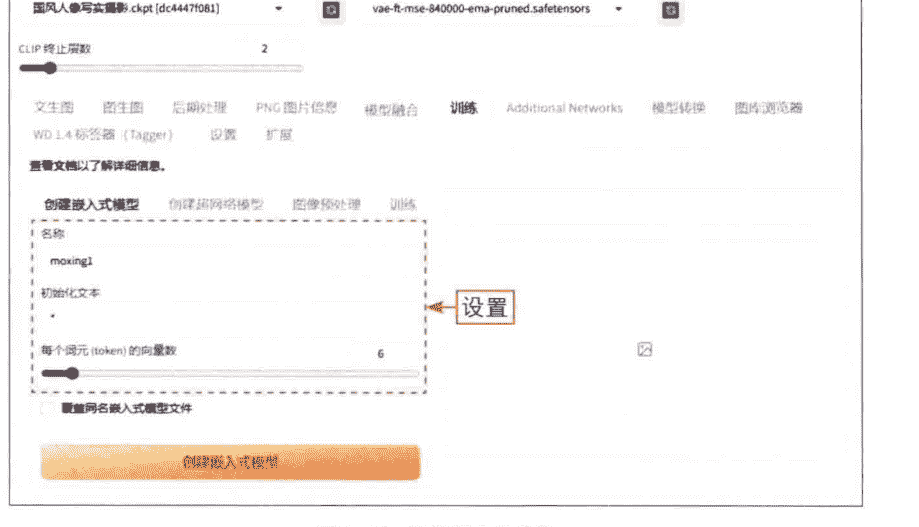 国风人像写实摄影.ckpt [dc4447f081] vae-ft-mse-840000-ema-pruned.safetensors
CLIP 终止层数 2
文生图 图生图 后期处理 PNG 图片信息 模型融合 训练 Additional Networks 模型转换 图库浏览器
WD 1.4 标签器（Tagger） 设置 扩展
查看文档以了解详细信息。
创建嵌入式模型 创建超网络模型 图像预处理 训练
名称
moxing1
初始化文本
*
设置
每个词元 (token) 的向量数 6
覆盖同名嵌入式模型文件
创建嵌入式模型